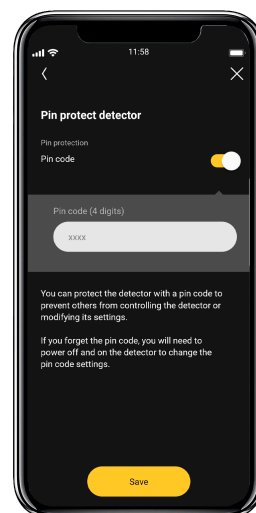 11:58
Pin protect detector
Pin protection
Pin code
Pin code (4 digits)
xxxx
You can protect the detector with a pin code to
prevent others from controlling the detector or
modifying its settings.
If you forget the pin code, you will need to
power off and on the detector to change the
pin code settings.
Save